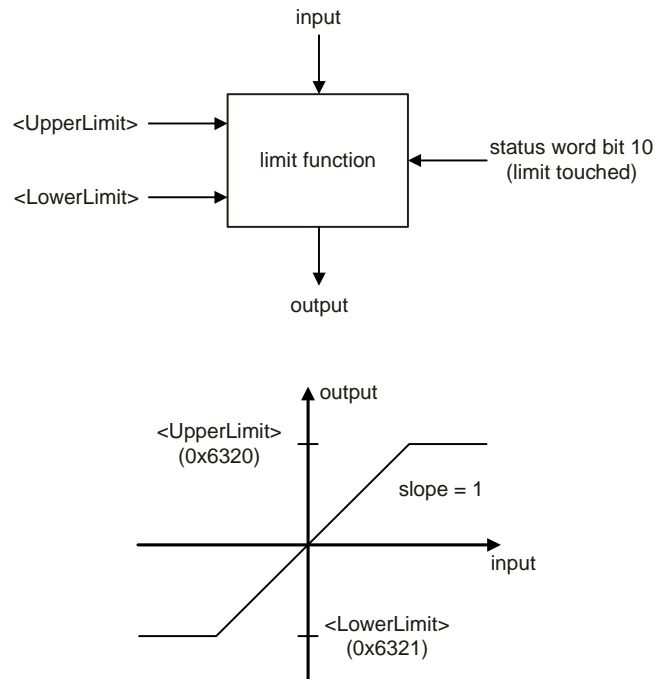 input
<UpperLimit>
<LowerLimit>
limit function
status word bit 10
(limit touched)
output
output
<UpperLimit>
(0x6320)
slope = 1
input
<LowerLimit>
(0x6321)